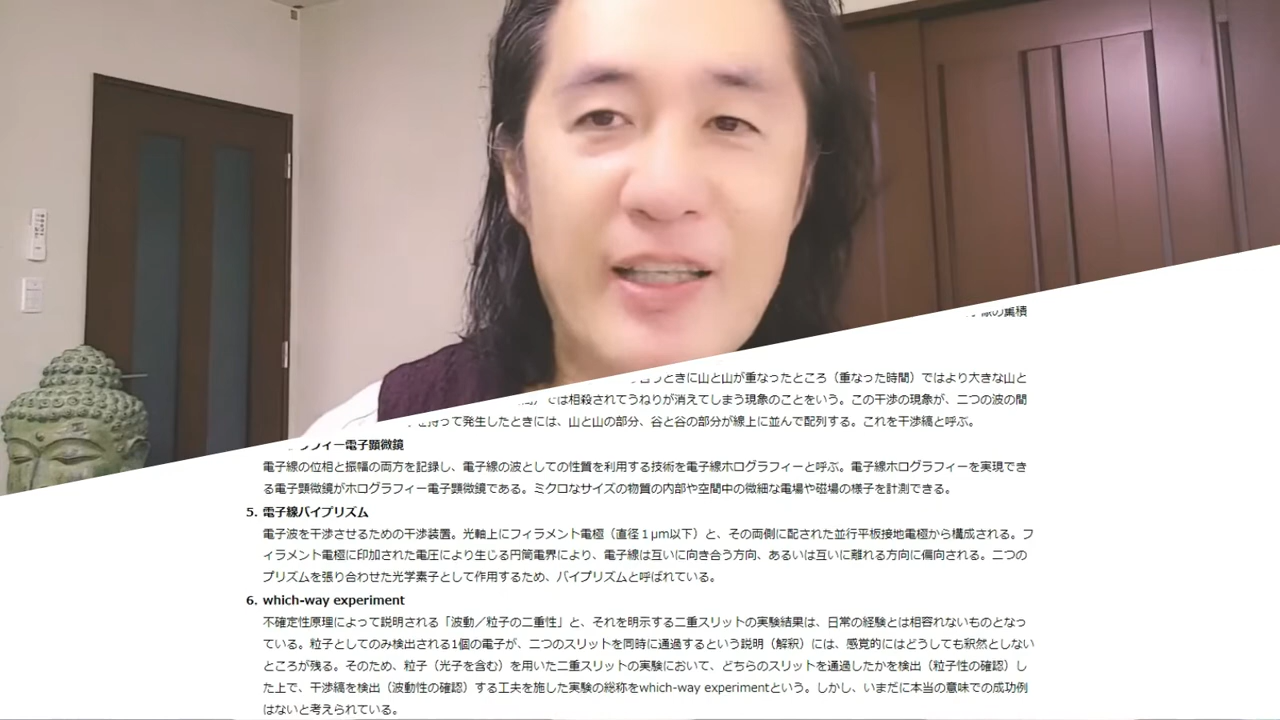 線の重積
ときに山と山が重なったところ（重なった時間）ではより大きな山と
では相殺されてうねりが消えてしまう現象のことをいう。この干渉の現象が、二つの波の間
を持って発生したときには、山と山の部分、谷と谷の部分が線上に並んで配列する。これを干渉縞と呼ぶ。
ラフィー電子顕微鏡
電子線の位相と振幅の両方を記録し、電子線の波としての性質を利用する技術を電子線ホログラフィーと呼ぶ。電子線ホログラフィーを実現でき
る電子顕微鏡がホログラフィー電子顕微鏡である。ミクロなサイズの物質の内部や空間中の微細な電場や磁場の様子を計測できる。
5. 電子線バイプリズム
電子波を干渉させるための干渉装置。光軸上にフィラメント電極（直径１μm以下）と、その両側に配された並行平板接地電極から構成される。フ
ィラメント電極に印加された電圧により生じる円筒電界により、電子線は互いに向き合う方向、あるいは互いに離れる方向に偏向される。二つの
プリズムを張り合わせた光学素子として作用するため、バイプリズムと呼ばれている。
6. which-way experiment
不確定性原理によって説明される「波動／粒子の二重性」と、それを明示する二重スリットの実験結果は、日常の経験とは相容れないものとなっ
ている。粒子としてのみ検出される1個の電子が、二つのスリットを同時に通過するという説明（解釈）には、感覚的にはどうしても釈然としない
ところが残る。そのため、粒子（光子を含む）を用いた二重スリットの実験において、どちらのスリットを通過したかを検出（粒子性の確認）し
た上で、干渉縞を検出（波動性の確認）する工夫を施した実験の総称をwhich-way experimentという。しかし、いまだに本当の意味での成功例
はないと考えられている。